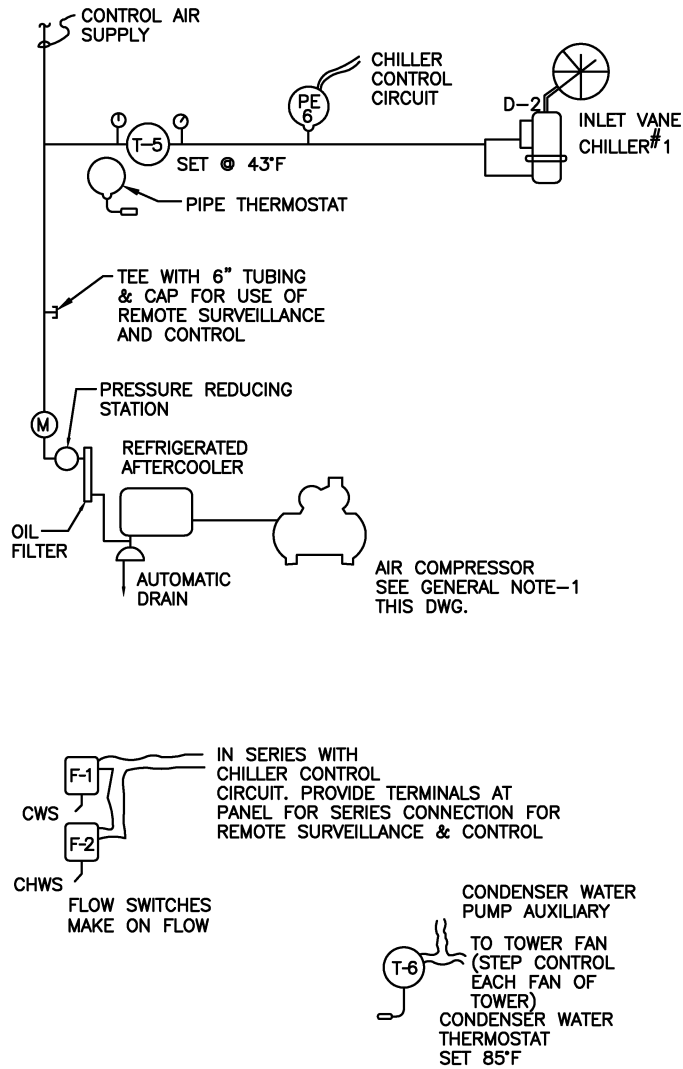 CONTROL AIR
SUPPLY
CHILLER
CONTROL
CIRCUIT
PE
6
D-2
INLET VANE
CHILLER#1
T-5
SET @ 43°F
PIPE THERMOSTAT
TEE WITH 6" TUBING
& CAP FOR USE OF
REMOTE SURVEILLANCE
AND CONTROL
PRESSURE REDUCING
STATION
M
REFRIGERATED
AFTERCOOLER
OIL
FILTER
AUTOMATIC
DRAIN
AIR COMPRESSOR
SEE GENERAL NOTE-1
THIS DWG.
IN SERIES WITH
CHILLER CONTROL
CIRCUIT. PROVIDE TERMINALS AT
PANEL FOR SERIES CONNECTION FOR
REMOTE SURVEILLANCE & CONTROL
F-1
CWS
F-2
CHWS
FLOW SWITCHES
MAKE ON FLOW
CONDENSER WATER
PUMP AUXILIARY
T-6
TO TOWER FAN
(STEP CONTROL
EACH FAN OF
TOWER)
CONDENSER WATER
THERMOSTAT
SET 85°F